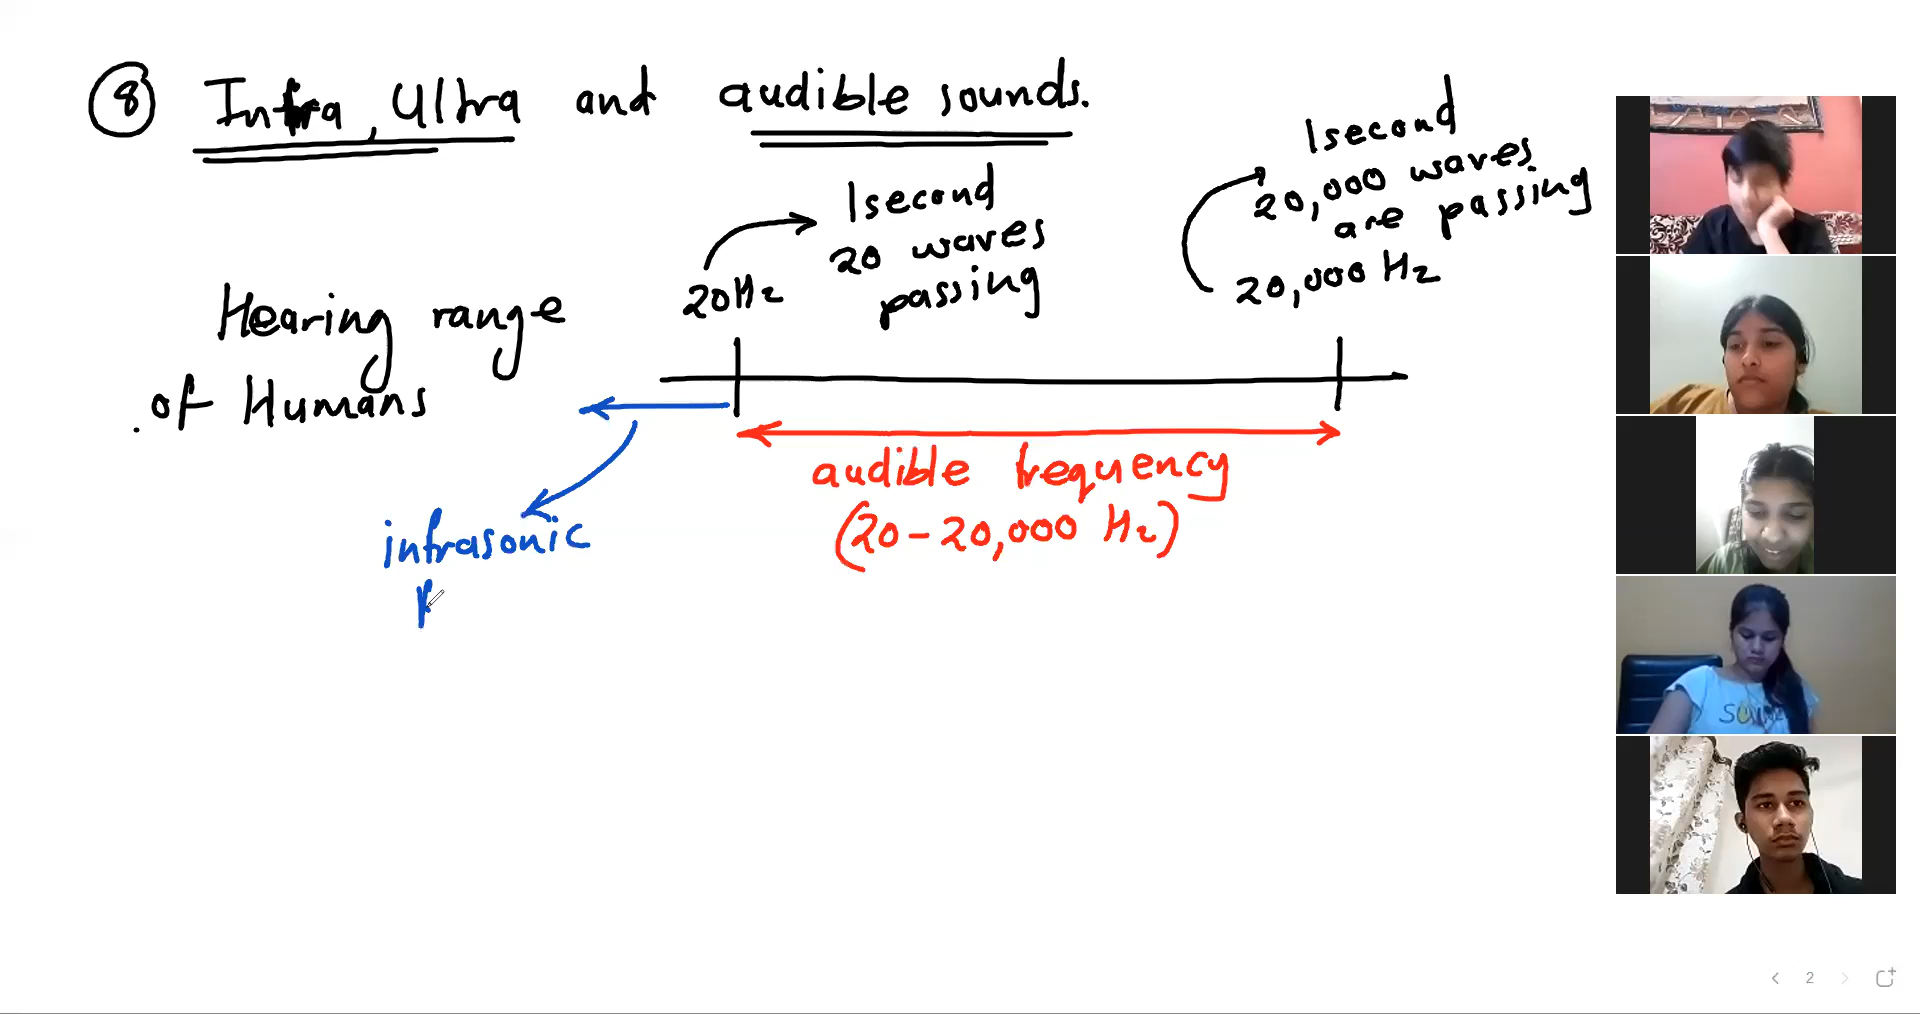 8 Infra, Ultra and audible sounds.
1second
20 waves
passing
1second
20,000 waves
are passing
20Hz
20,000 Hz
Hearing range
of Humans
audible frequency
(20-20,000 Hz)
infrasonic
2